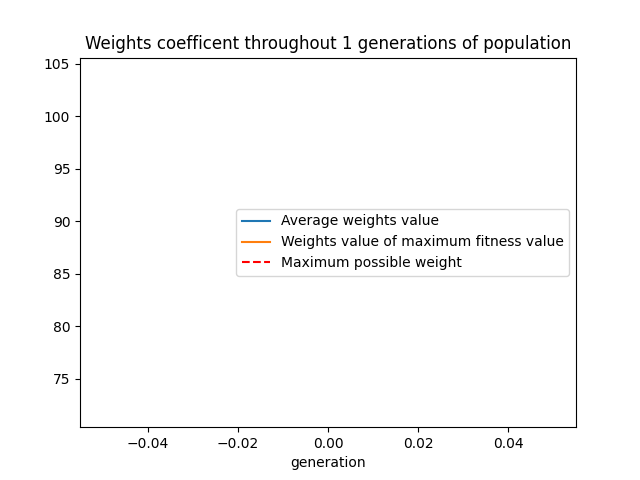 Weights coefficent throughout 1 generations of population
105
100
95
90
85
80
75
Average weights value
Weights value of maximum fitness value
Maximum possible weight
−0.04 −0.02 0.00 0.02 0.04
generation